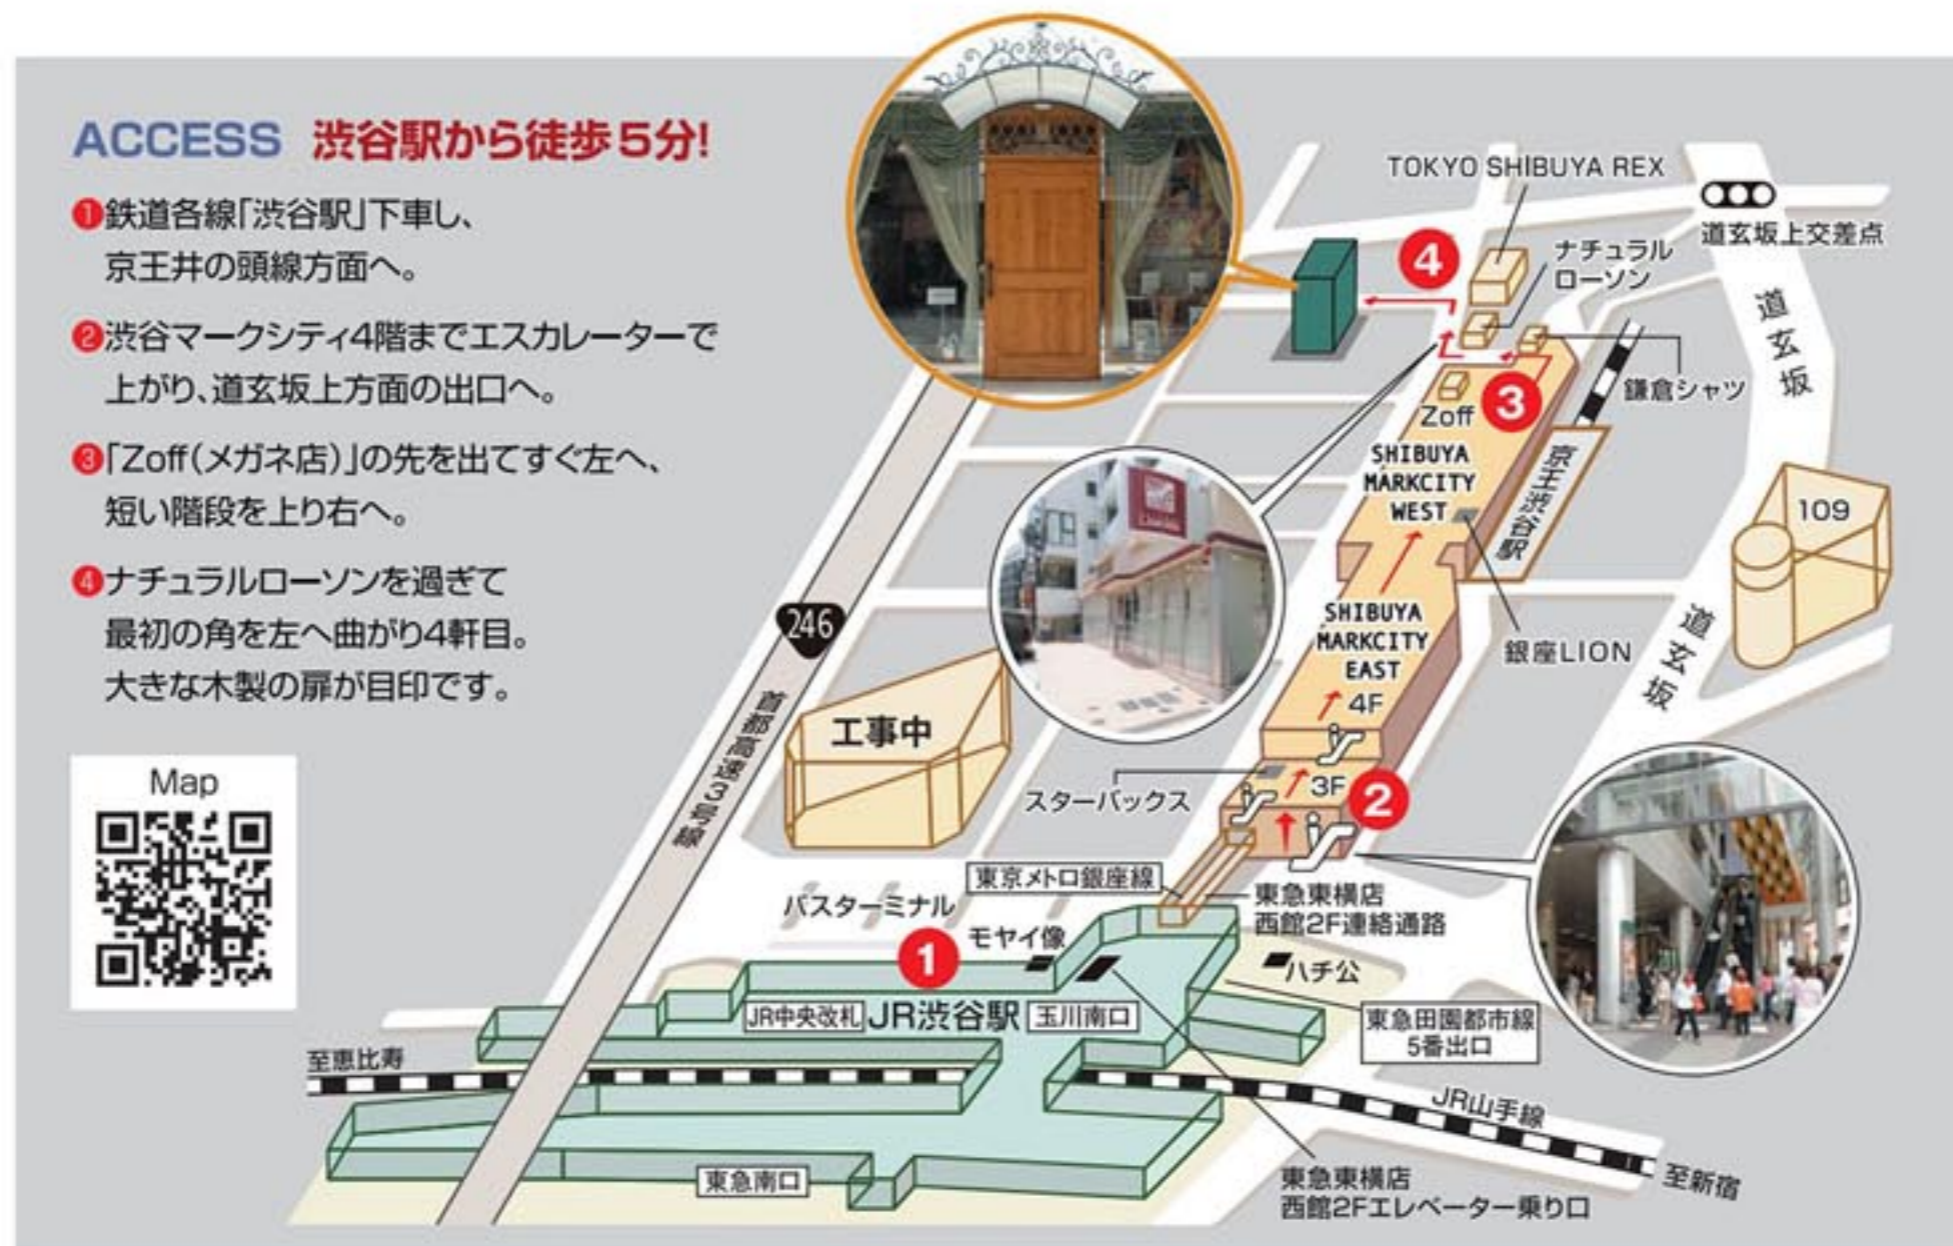 ACCESS 渋谷駅から徒歩5分!
❶鉄道各線「渋谷駅」下車し、
京王井の頭線方面へ。
❷渋谷マークシティ4階までエスカレーターで
上がり、道玄坂上方面の出口へ。
❸「Zoff(メガネ店)」の先を出てすぐ左へ、
短い階段を上り右へ。
❹ナチュラルローソンを過ぎて
最初の角を左へ曲がり4軒目。
大きな木製の扉が目印です。
Map
TOKYO SHIBUYA REX
道玄坂上交差点
4
ナチュラル
ローソン
道玄坂
鎌倉シャツ
3
Zoff
SHIBUYA
MARKCITY
WEST
京王渋谷駅
109
246
SHIBUYA
MARKCITY
EAST
銀座LION
道玄坂
4F
首都高速3号線
工事中
スターバックス
3F
2
東京メトロ銀座線
東急東横店
西館2F連絡通路
バスターミナル
モヤイ像
1
ハチ公
JR中央改札
JR渋谷駅
玉川南口
東急田園都市線
5番出口
至恵比寿
JR山手線
東急南口
東急東横店
西館2Fエレベーター乗り口
至新宿